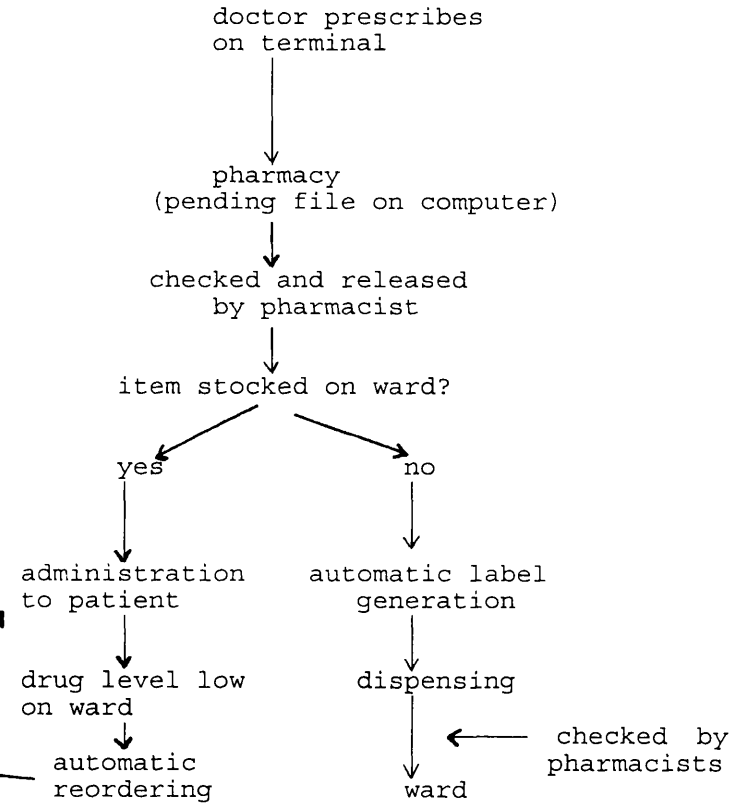 doctor prescribes
on terminal
pharmacy
(pending file on computer)
checked and released
by pharmacist
item stocked on ward?
yes
no
administration
to patient
automatic label
generation
drug level low
on ward
dispensing
checked by
pharmacists
automatic
reordering
ward